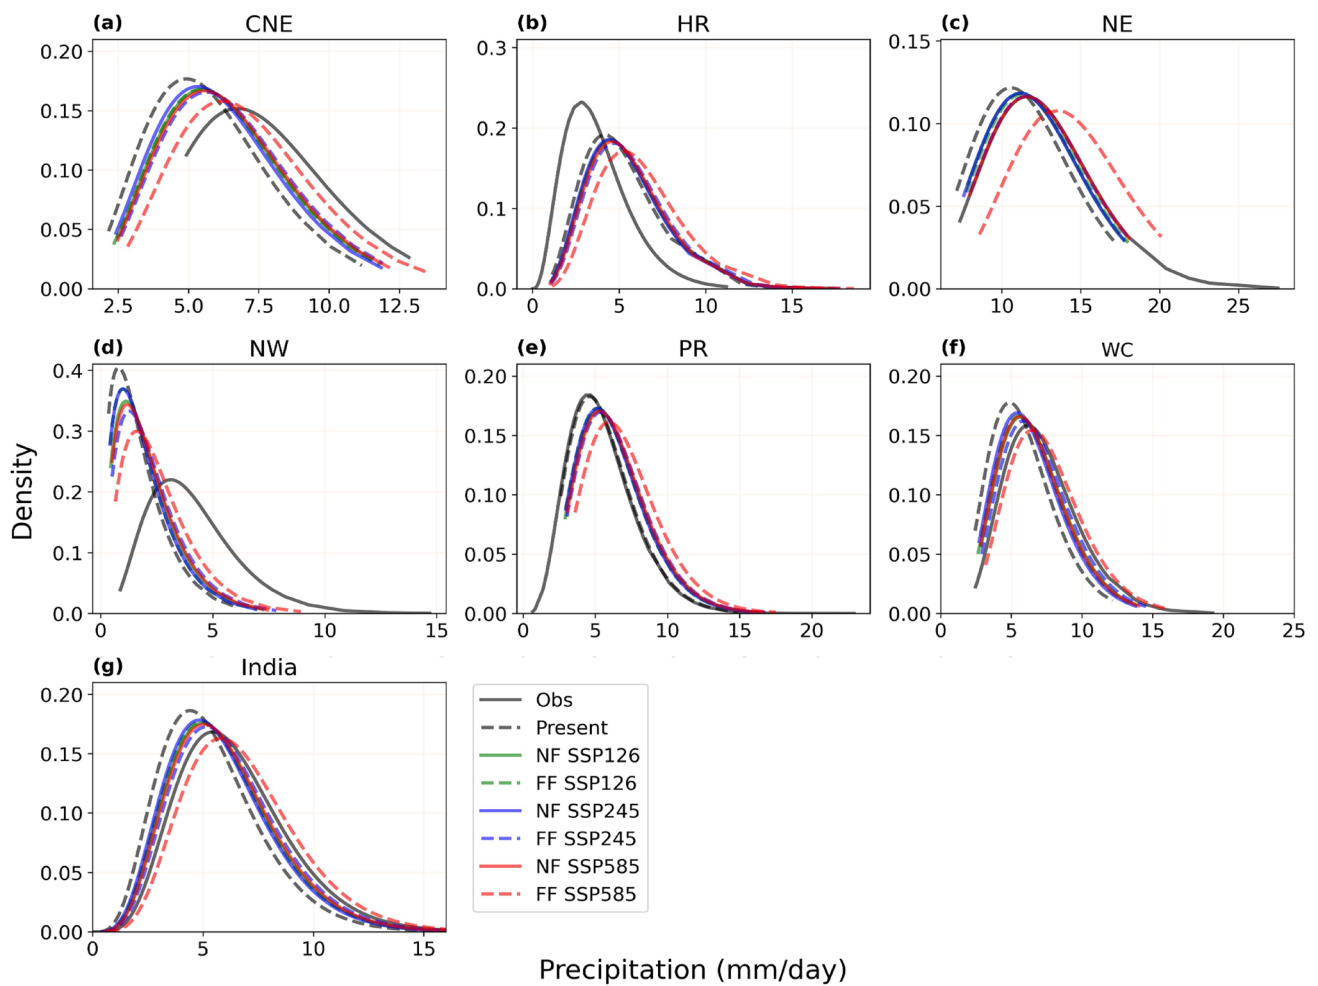 (a) CNE
0.20
0.15
0.10
0.05
0.00
2.5 5.0 7.5 10.0 12.5
(b) HR
0.3
0.2
0.1
0.0
0 5 10 15
(c) NE
0.15
0.10
0.05
0.00
10 15 20 25
(d) NW
0.4
0.3
0.2
0.1
0.0
0 5 10 15
(e) PR
0.20
0.15
0.10
0.05
0.00
0 5 10 15 20
(f) WC
0.20
0.15
0.10
0.05
0.00
0 5 10 15 20 25
Density
(g) India
0.20
0.15
0.10
0.05
0.00
0 5 10 15
Obs
Present
NF SSP126
FF SSP126
NF SSP245
FF SSP245
NF SSP585
FF SSP585
Precipitation (mm/day)